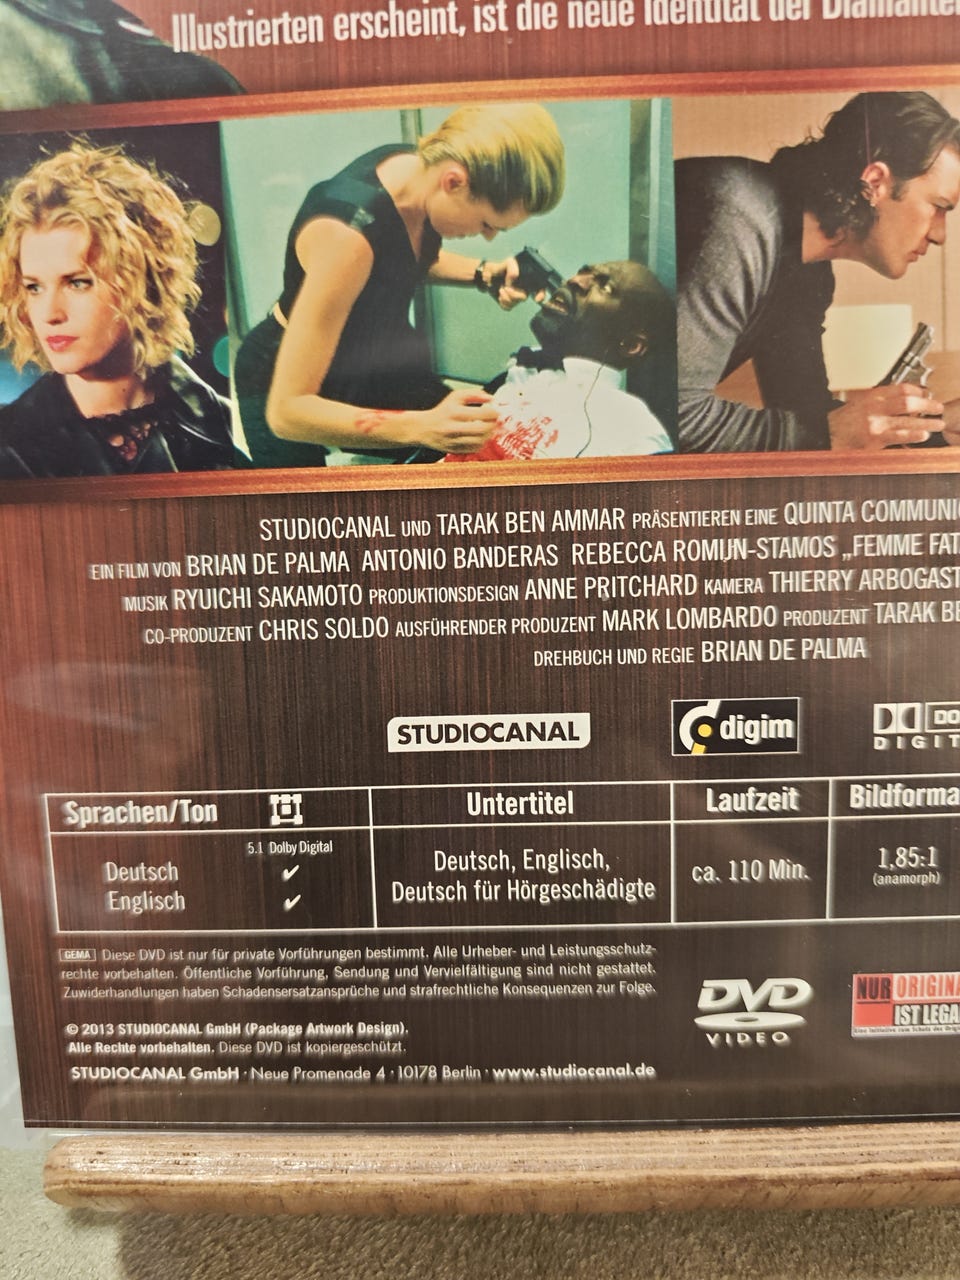 Illustrierten erscheint, ist die neue Identität der
STUDIOCANAL UND TARAK BEN AMMAR PRÄSENTIEREN EINE QUINTA
EIN FILM VON BRIAN DE PALMA ANTONIO BANDERAS REBECCA ROMIJN-STAMOS „FEMME
MUSIK RYUICHI SAKAMOTO PRODUKTIONSDESIGN ANNE PRITCHARD KAMERA THIERRY ARBOGAST
CO-PRODUZENT CHRIS SOLDO AUSFÜHRENDER PRODUZENT MARK LOMBARDO PRODUZENT TARAK
DREHBUCH UND REGIE BRIAN DE PALMA
STUDIOCANAL
digim
Sprachen/Ton
Untertitel
Laufzeit
5.1 Dolby Digital
Deutsch ✔
Englisch ✔
Deutsch, Englisch,
Deutsch für Hörgeschädigte
ca. 110 Min.
1,85:1
(anamorph)
GEMA Diese DVD ist nur für private Vorführungen bestimmt. Alle Urheber- und Leistungsschutz-
rechte vorbehalten. Öffentliche Vorführung, Sendung und Vervielfältigung sind nicht gestattet.
Zuwiderhandlungen haben Schadensersatzansprüche und strafrechtliche Konsequenzen zur Folge.
© 2013 STUDIOCANAL GmbH (Package Artwork Design).
Alle Rechte vorbehalten. Diese DVD ist kopiergeschützt.
STUDIOCANAL GmbH · Neue Promenade 4 · 10178 Berlin · www.studiocanal.de
DVD
VIDEO
NUR
IST